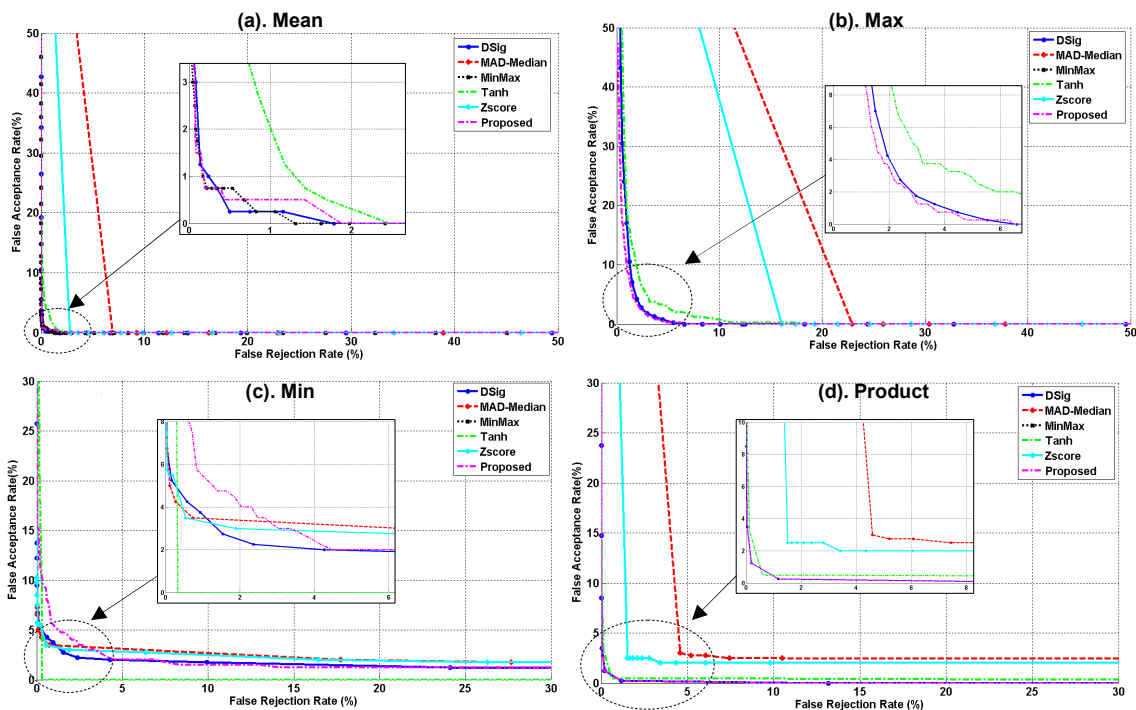 (a). Mean
False Acceptance Rate(%)
50
40
30
20
10
0
0
10
20
30
40
50
False Rejection Rate (%)
DSig
MAD-Median
MinMax
Tanh
Zscore
Proposed
3
2
1
0
0
1
2
(b). Max
False Acceptance Rate(%)
50
40
30
20
10
0
0
10
20
30
40
50
False Rejection Rate (%)
DSig
MAD-Median
MinMax
Tanh
Zscore
Proposed
8
6
4
2
0
0
2
4
6
(c). Min
False Acceptance Rate(%)
30
25
20
15
10
5
0
0
5
10
15
20
25
30
False Rejection Rate (%)
DSig
MAD-Median
MinMax
Tanh
Zscore
Proposed
8
6
5
4
2
0
0
2
4
6
(d). Product
False Acceptance Rate(%)
30
25
20
15
10
5
0
0
5
10
15
20
25
30
False Rejection Rate (%)
DSig
MAD-Median
MinMax
Tanh
Zscore
Proposed
10
8
6
4
2
0
0
2
4
6
8